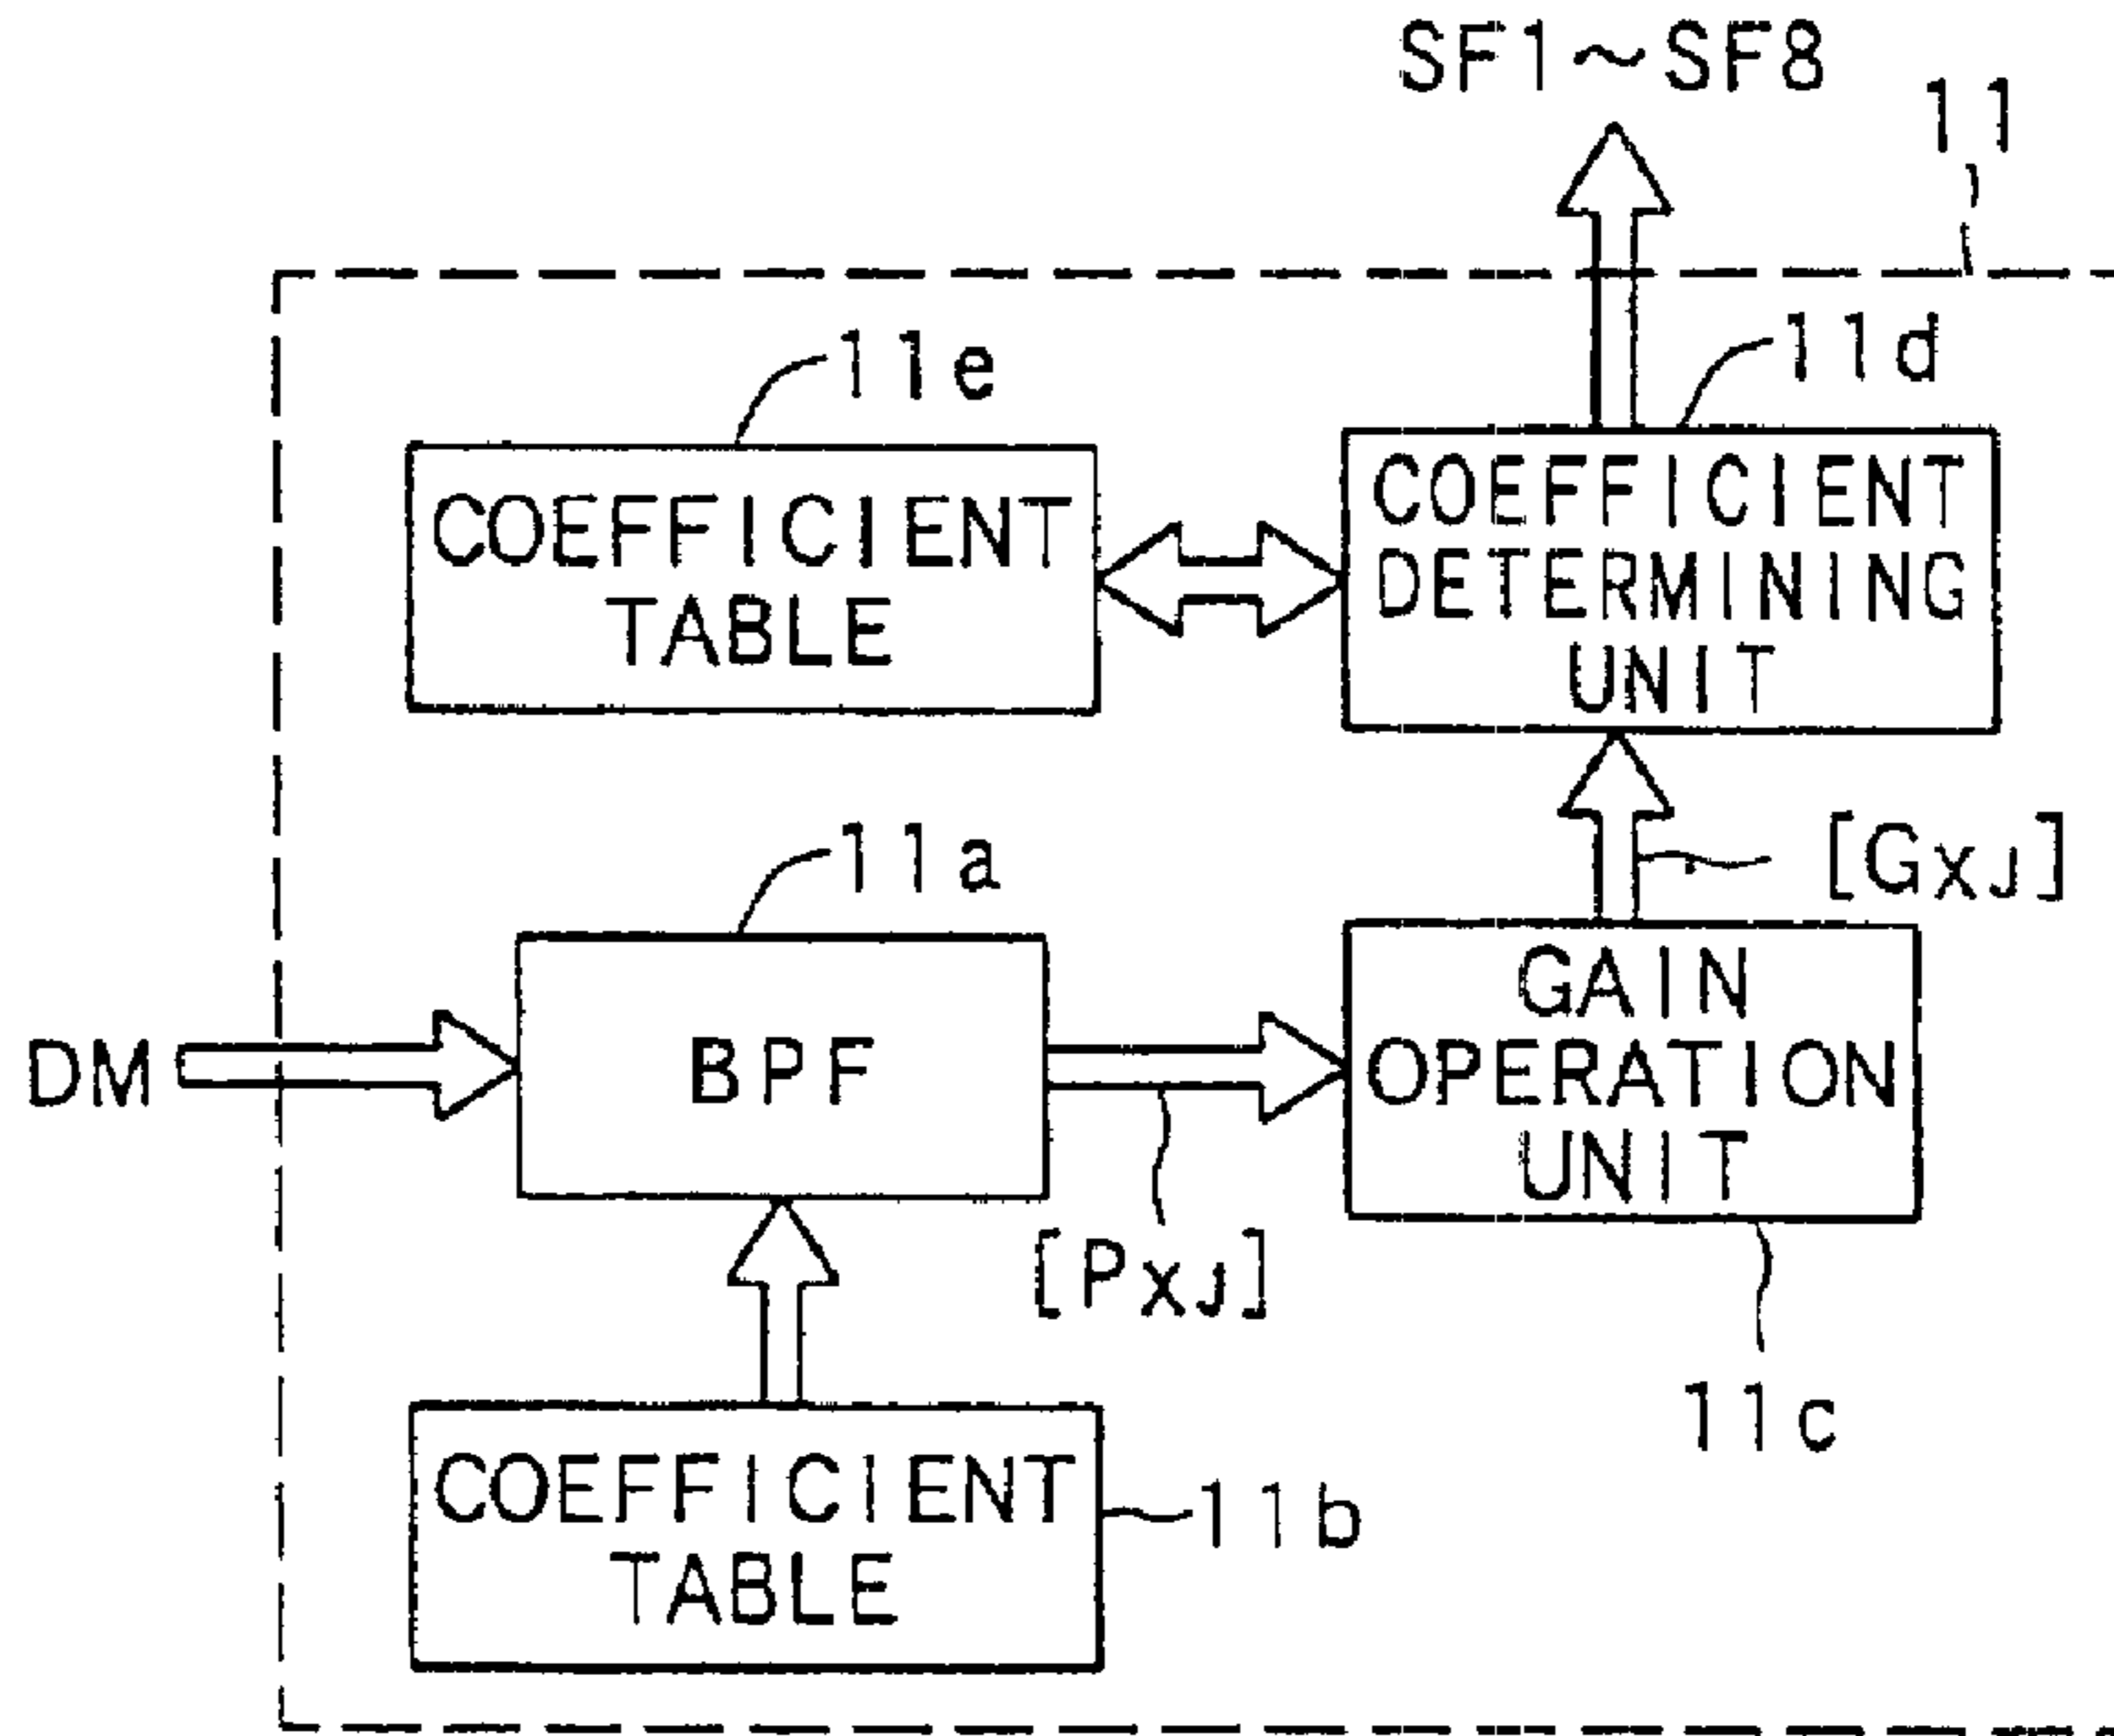 SF1~SF8
11
11e
11d
COEFFICIENT
TABLE
COEFFICIENT
DETERMINING
UNIT
11a
[GXJ]
DM
BPF
GAIN
OPERATION
UNIT
[PXJ]
11c
COEFFICIENT
TABLE
11b